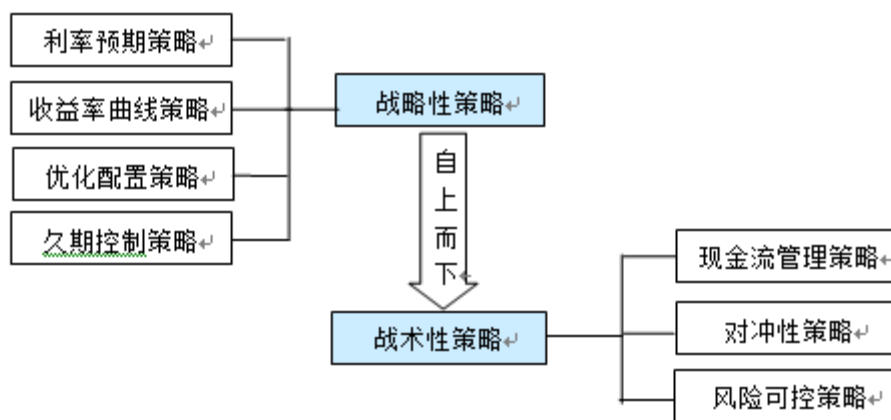 利率预期策略
收益率曲线策略
优化配置策略
久期控制策略
战略性策略
自上而下
战术性策略
现金流管理策略
对冲性策略
风险可控策略